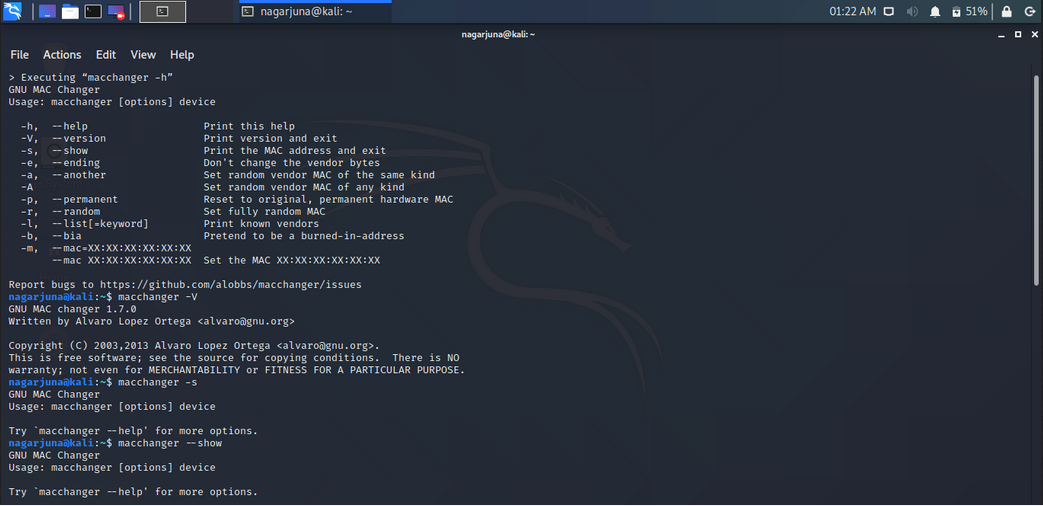 nagarjuna@kali: ~
01:22 AM
51%
nagarjuna@kali: ~
File Actions Edit View Help
> Executing “macchanger -h”
GNU MAC Changer
Usage: macchanger [options] device
-h, --help Print this help
-V, --version Print version and exit
-s, --show Print the MAC address and exit
-e, --ending Don't change the vendor bytes
-a, --another Set random vendor MAC of the same kind
-A Set random vendor MAC of any kind
-p, --permanent Reset to original, permanent hardware MAC
-r, --random Set fully random MAC
-l, --list[=keyword] Print known vendors
-b, --bia Pretend to be a burned-in-address
-m, --mac=XX:XX:XX:XX:XX:XX
--mac XX:XX:XX:XX:XX:XX Set the MAC XX:XX:XX:XX:XX:XX
Report bugs to https://github.com/alobbs/macchanger/issues
nagarjuna@kali:~$ macchanger -V
GNU MAC changer 1.7.0
Written by Alvaro Lopez Ortega <alvaro@gnu.org>
Copyright (C) 2003,2013 Alvaro Lopez Ortega <alvaro@gnu.org>.
This is free software; see the source for copying conditions. There is NO
warranty; not even for MERCHANTABILITY or FITNESS FOR A PARTICULAR PURPOSE.
nagarjuna@kali:~$ macchanger -s
GNU MAC Changer
Usage: macchanger [options] device
Try `macchanger --help' for more options.
nagarjuna@kali:~$ macchanger --show
GNU MAC Changer
Usage: macchanger [options] device
Try `macchanger --help' for more options.